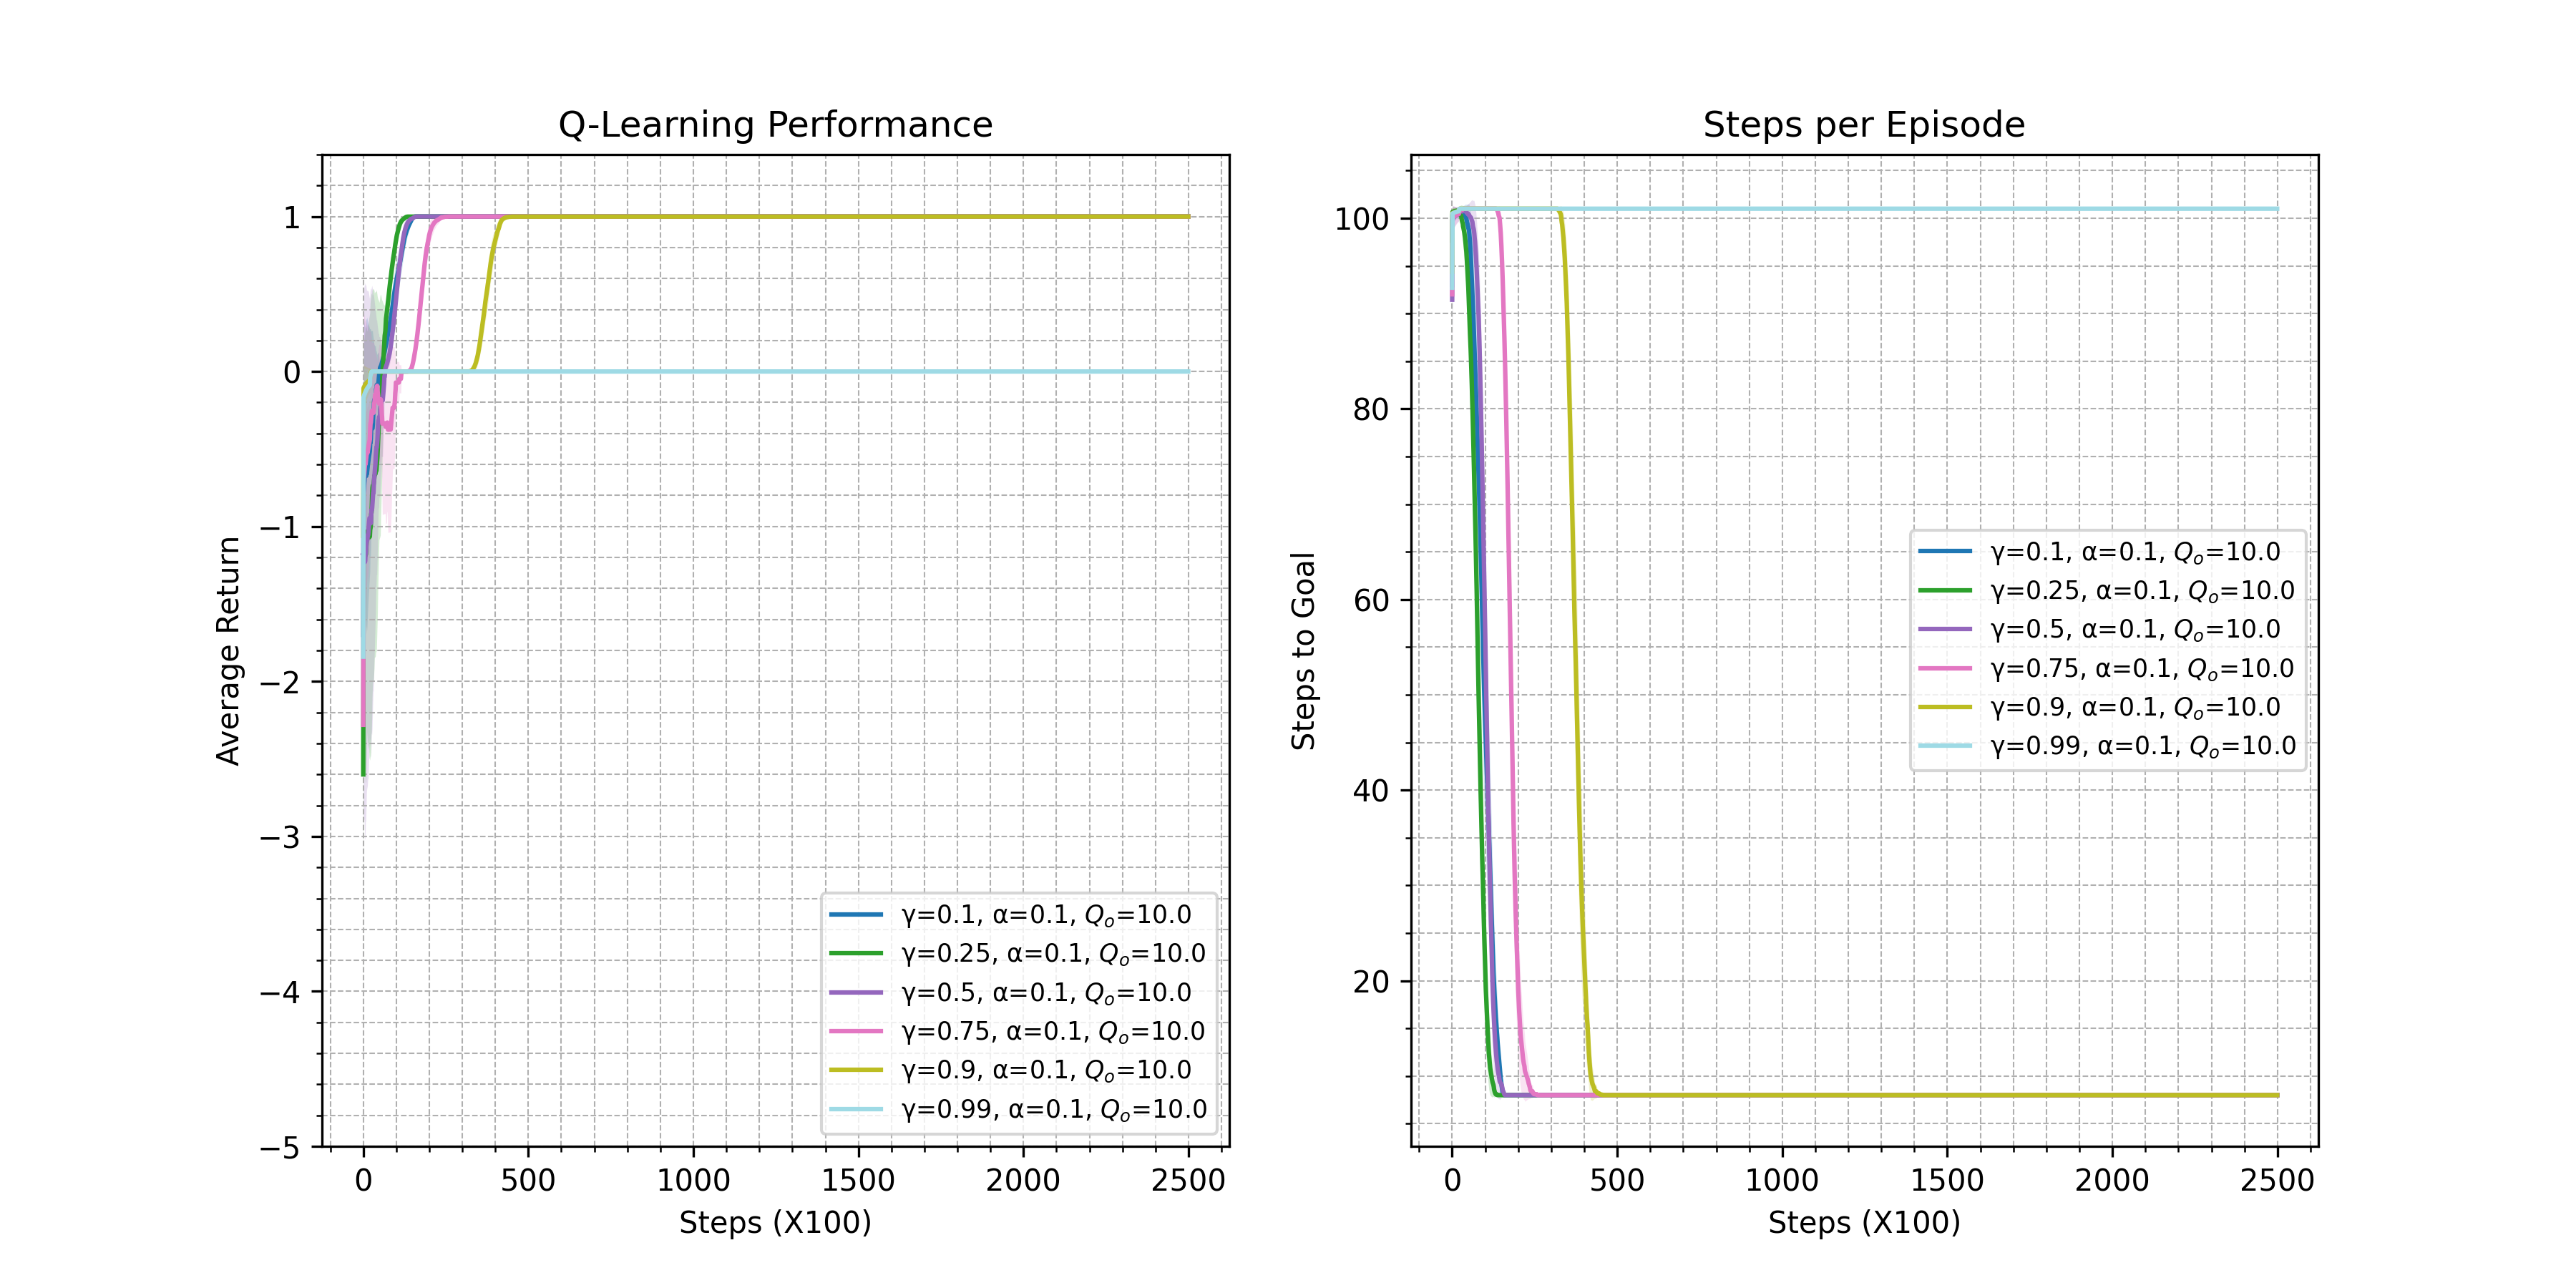 Q-Learning Performance
Average Return
1
0
−1
−2
−3
−4
−5
0 500 1000 1500 2000 2500
Steps (X100)
γ=0.1, α=0.1, Qo=10.0
γ=0.25, α=0.1, Qo=10.0
γ=0.5, α=0.1, Qo=10.0
γ=0.75, α=0.1, Qo=10.0
γ=0.9, α=0.1, Qo=10.0
γ=0.99, α=0.1, Qo=10.0
Steps per Episode
Steps to Goal
100
80
60
40
20
0 500 1000 1500 2000 2500
Steps (X100)
γ=0.1, α=0.1, Qo=10.0
γ=0.25, α=0.1, Qo=10.0
γ=0.5, α=0.1, Qo=10.0
γ=0.75, α=0.1, Qo=10.0
γ=0.9, α=0.1, Qo=10.0
γ=0.99, α=0.1, Qo=10.0